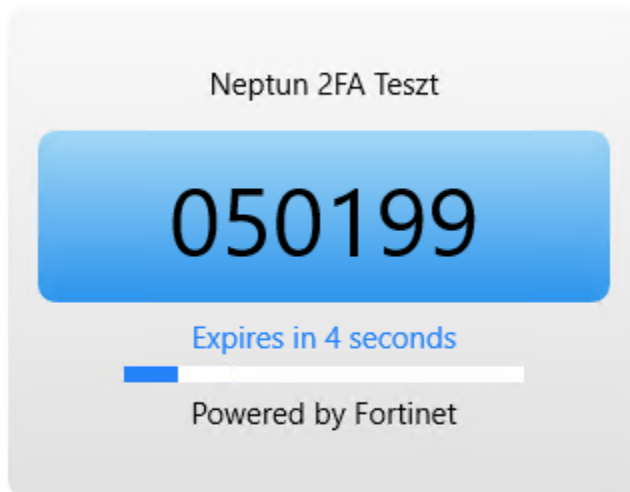 Neptun 2FA Teszt
050199
Expires in 4 seconds
Powered by Fortinet